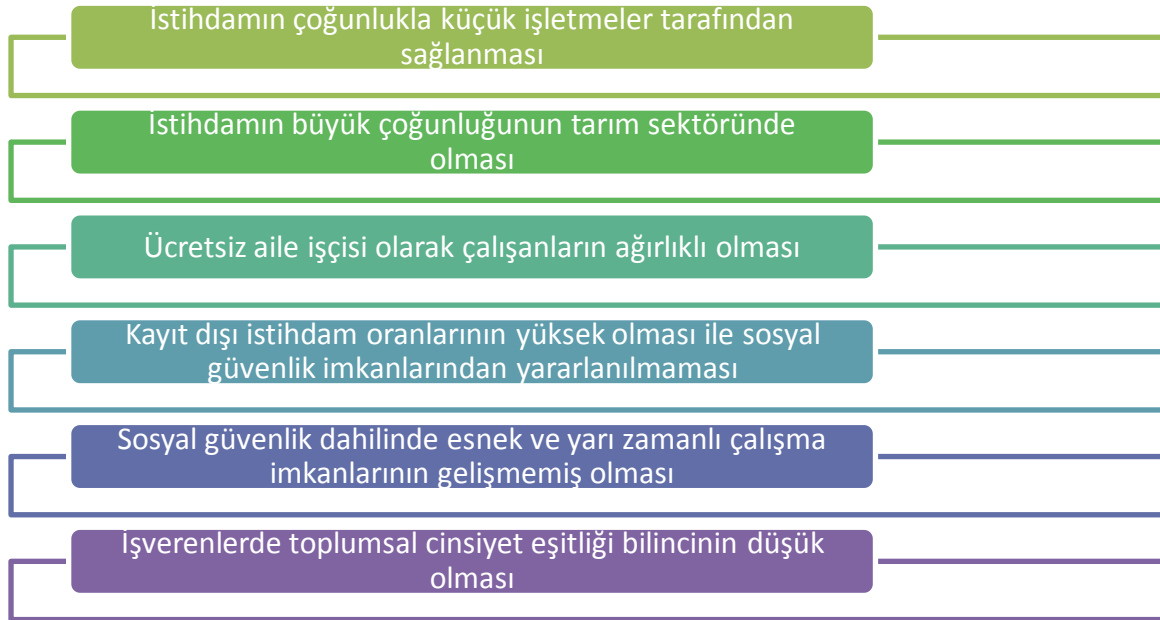 İstihdamın çoğunlukla küçük işletmeler tarafından
sağlanması
İstihdamın büyük çoğunluğunun tarım sektöründe
olması
Ücretsiz aile işçisi olarak çalışanların ağırlıklı olması
Kayıt dışı istihdam oranlarının yüksek olması ile sosyal
güvenlik imkanlarından yararlanılmaması
Sosyal güvenlik dahilinde esnek ve yarı zamanlı çalışma
imkanlarının gelişmemiş olması
İşverenlerde toplumsal cinsiyet eşitliği bilincinin düşük
olması